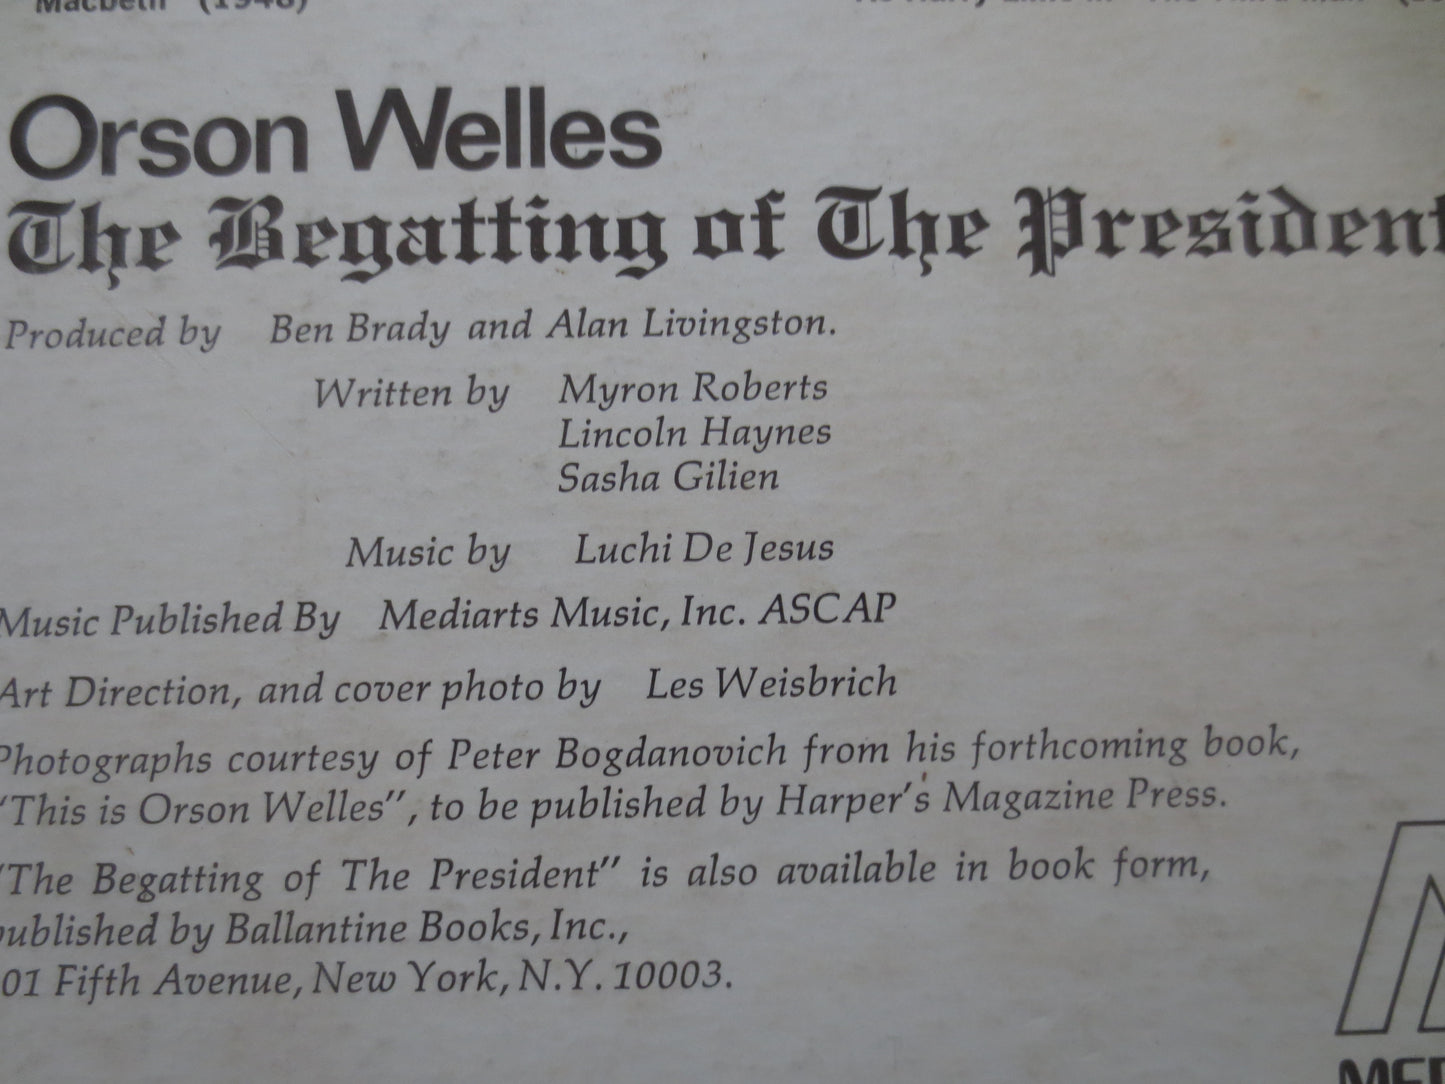 Macbeth" (1948)
Orson Welles
The Begatting of The President
Produced by Ben Brady and Alan Livingston.
Written by Myron Roberts
Lincoln Haynes
Sasha Gilien
Music by Luchi De Jesus
Music Published By Mediarts Music, Inc. ASCAP
Art Direction, and cover photo by Les Weisbrich
Photographs courtesy of Peter Bogdanovich from his forthcoming book,
"This is Orson Welles", to be published by Harper's Magazine Press.
"The Begatting of The President" is also available in book form,
published by Ballantine Books, Inc.,
01 Fifth Avenue, New York, N.Y. 10003.